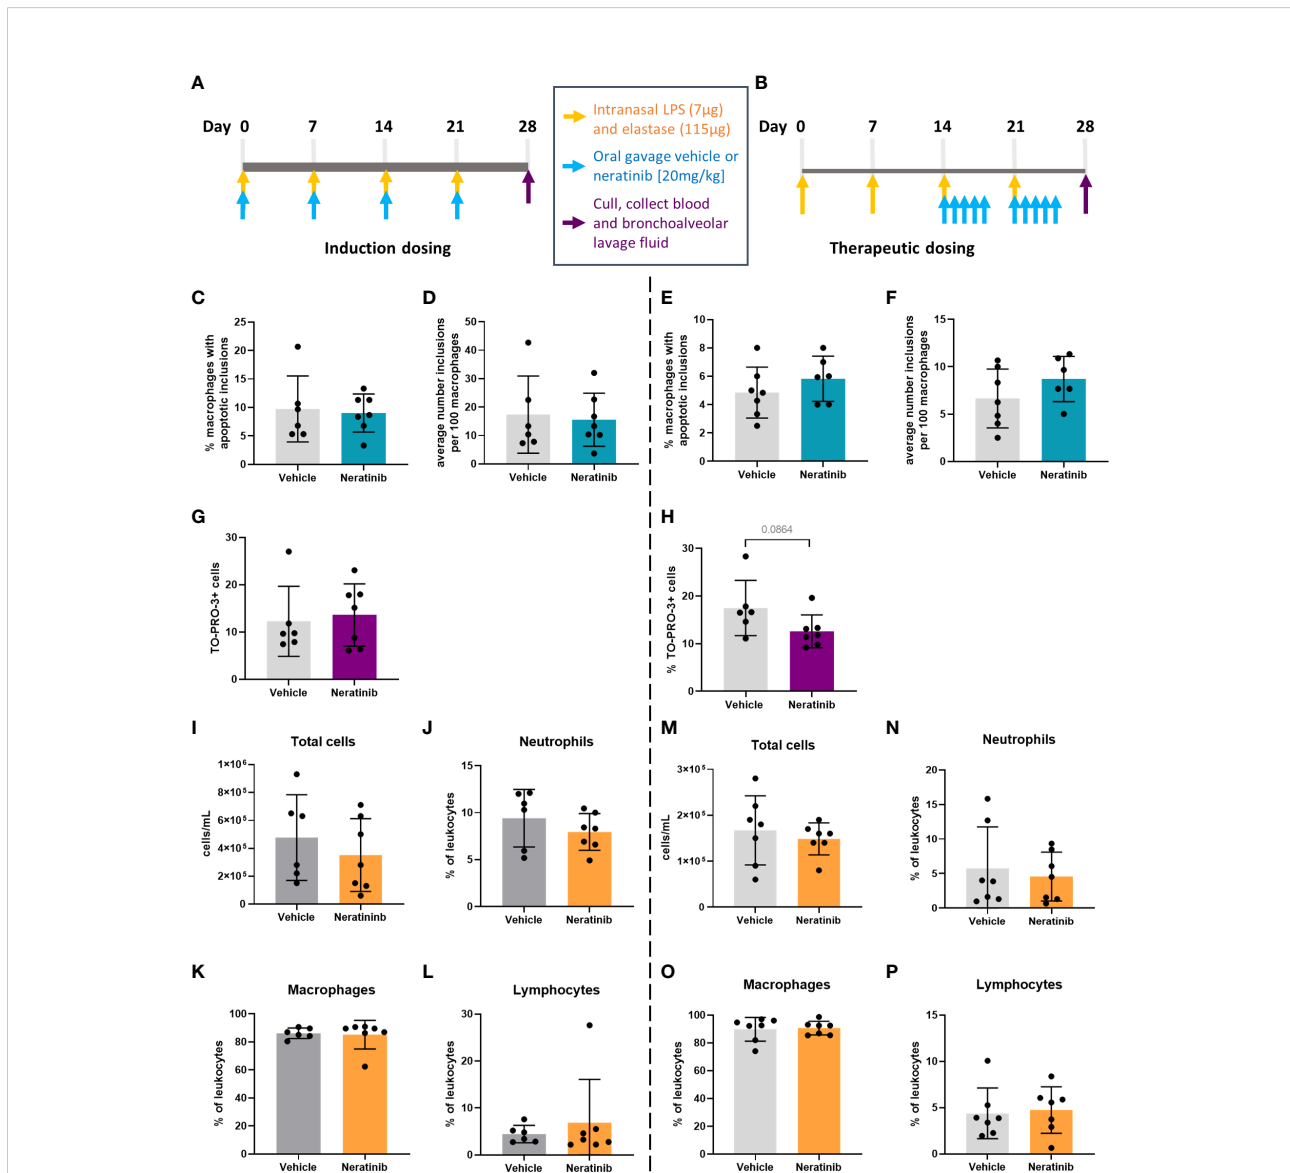 A
Day 0 7 14 21 28
Induction dosing
Intranasal LPS (7µg)
and elastase (115µg)
Oral gavage vehicle or
neratinib [20mg/kg]
Cull, collect blood
and bronchoalveolar
lavage fluid
B
Day 0 7 14 21 28
Therapeutic dosing
C
% macrophages with
apoptotic inclusions
25
20
15
10
5
0
Vehicle Neratinib
D
average number inclusions
per 100 macrophages
50
40
30
20
10
0
Vehicle Neratinib
E
% macrophages with
apoptotic inclusions
10
8
6
4
2
0
Vehicle Neratinib
F
average number inclusions
per 100 macrophages
15
10
5
0
Vehicle Neratinib
G
TO-PRO-3+ cells
30
20
10
0
Vehicle Neratinib
H
0.0864
% TO-PRO-3+ cells
30
20
10
0
Vehicle Neratinib
I
Total cells
cells/mL
1×10⁶
8×10⁵
6×10⁵
4×10⁵
2×10⁵
0
Vehicle Neratininb
J
Neutrophils
% of leukocytes
15
10
5
0
Vehicle Neratinib
M
Total cells
cells/mL
3×10⁵
2×10⁵
1×10⁵
0
Vehicle Neratinib
N
Neutrophils
% of leukocytes
20
15
10
5
0
Vehicle Neratinib
K
Macrophages
% of leukocytes
100
80
60
40
20
0
Vehicle Neratinib
L
Lymphocytes
% of leukocytes
30
20
10
0
Vehicle Neratinib
O
Macrophages
% of leukocytes
100
80
60
40
20
0
Vehicle Neratinib
P
Lymphocytes
% of leukocytes
15
10
5
0
Vehicle Neratinib